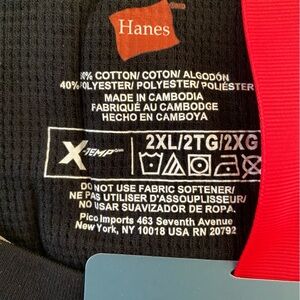 Hanes
0% COTTON/ COTON/ ALGODÓN
40% POLYESTER/ POLYESTER/ POLIÉSTER
MADE IN CAMBODIA
FABRIQUÉ AU CAMBODGE
HECHO EN CAMBOYA
X-TEMP
2XL/2TG/2XG
DO NOT USE FABRIC SOFTENER/
NE PAS UTILISER D'ASSOUPLISSEUR/
NO USAR SUAVIZADOR DE ROPA.
Pico Imports 463 Seventh Avenue
New York, NY 10018 USA RN 20792